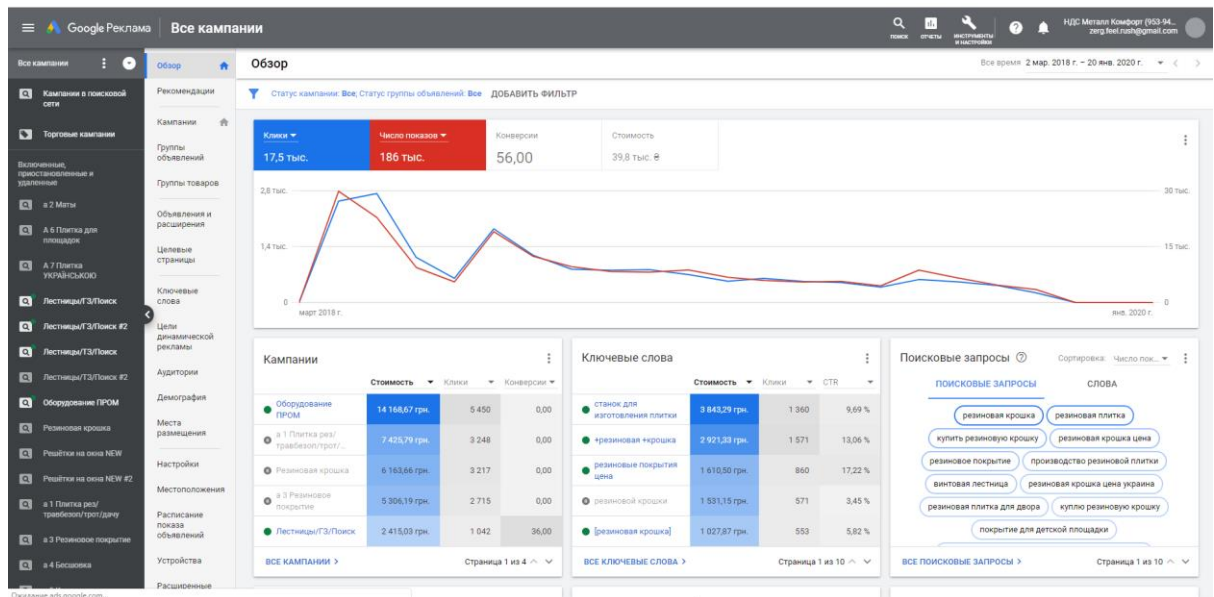 Google Реклама
Все кампании
ПОИСК
ОТЧЕТЫ
ИНСТРУМЕНТЫ
И НАСТРОЙКИ
НДС Металл Комфорт (953-94...
zerg.feel.rush@gmail.com
Все кампании
Кампании в поисковой
сети
Торговые кампании
Включенные,
приостановленные и
удаленные
а 2 Маты
А 6 Плитка для
площадок
А 7 Плитка
УКРАЇНСЬКОЮ
Лестницы/ГЗ/Поиск
Лестницы/ГЗ/Поиск #2
Лестницы/ТЗ/Поиск
Лестницы/ТЗ/Поиск #2
Оборудование ПРОМ
Резиновая крошка
Решётки на окна NEW
Решётки на окна NEW #2
а 1 Плитка рез/
травбезоп/трот/дачу
а 3 Резиновое покрытие
а 4 Бесшовка
Обзор
Рекомендации
Кампании
Группы
объявлений
Группы товаров
Объявления и
расширения
Целевые
страницы
Ключевые
слова
Цели
динамической
рекламы
Аудитории
Демография
Места
размещения
Настройки
Местоположения
Расписание
показа
объявлений
Устройства
Расширенные
Обзор
Все время 2 мар. 2018 г. – 20 янв. 2020 г.
Статус кампании: Все; Статус группы объявлений: Все ДОБАВИТЬ ФИЛЬТР
Клики
17,5 тыс.
Число показов
186 тыс.
Конверсии
56,00
Стоимость
39,8 тыс. ₴
2,8 тыс.
30 тыс.
1,4 тыс.
15 тыс.
0
0
март 2018 г.
янв. 2020 г.
Кампании
Стоимость Клики Конверсии
Оборудование
ПРОМ
14 168,67 грн. 5 450 0,00
а 1 Плитка рез/
травбезоп/трот/...
7 425,79 грн. 3 248 0,00
Резиновая крошка 6 163,66 грн. 3 217 0,00
а 3 Резиновое
покрытие
5 306,19 грн. 2 715 0,00
Лестницы/ГЗ/Поиск 2 415,03 грн. 1 042 36,00
ВСЕ КАМПАНИИ
Страница 1 из 4
Ключевые слова
Стоимость Клики CTR
станок для
изготовления плитки
3 843,29 грн. 1 360 9,69 %
+резиновая +крошка 2 921,33 грн. 1 571 13,06 %
резиновые покрытия
цена
1 610,50 грн. 860 17,22 %
резиновой крошки 1 531,15 грн. 571 3,45 %
[резиновая крошка] 1 027,87 грн. 553 5,82 %
ВСЕ КЛЮЧЕВЫЕ СЛОВА
Страница 1 из 10
Поисковые запросы
Сортировка: Число пок...
ПОИСКОВЫЕ ЗАПРОСЫ СЛОВА
резиновая крошка резиновая плитка
купить резиновую крошку резиновая крошка цена
резиновое покрытие производство резиновой плитки
винтовая лестница резиновая крошка цена украина
резиновая плитка для двора куплю резиновую крошку
покрытие для детской площадки
ВСЕ ПОИСКОВЫЕ ЗАПРОСЫ
Страница 1 из 10
Ожидание ads.google.com...